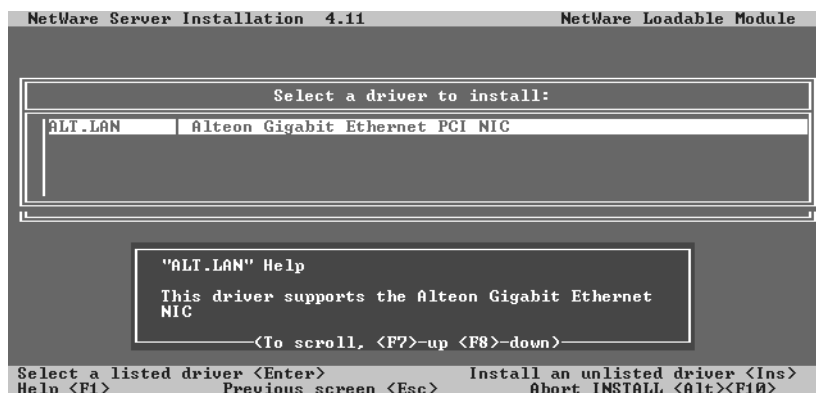 NetWare Server Installation 4.11 NetWare Loadable Module
Select a driver to install:
ALT.LAN | Alteon Gigabit Ethernet PCI NIC
"ALT.LAN" Help
This driver supports the Alteon Gigabit Ethernet
NIC
(To scroll, <F7>-up <F8>-down)
Select a listed driver <Enter> Install an unlisted driver <Ins>
Help <F1> Previous screen <Esc> Abort INSTALL <Alt><F10>